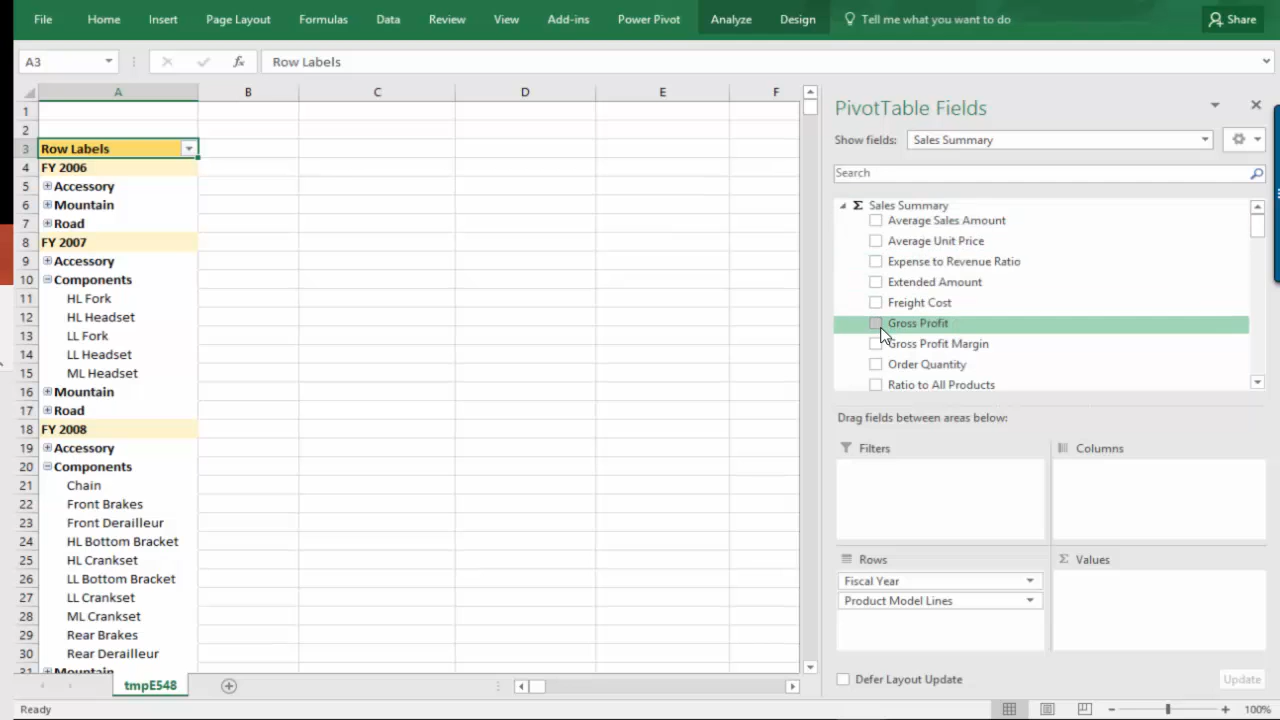 File Home Insert Page Layout Formulas Data Review View Add-ins Power Pivot Analyze Design Tell me what you want to do Share
A3 fx Row Labels
A B C D E F
1
2
3 Row Labels
4 FY 2006
5 Accessory
6 Mountain
7 Road
8 FY 2007
9 Accessory
10 Components
11 HL Fork
12 HL Headset
13 LL Fork
14 LL Headset
15 ML Headset
16 Mountain
17 Road
18 FY 2008
19 Accessory
20 Components
21 Chain
22 Front Brakes
23 Front Derailleur
24 HL Bottom Bracket
25 HL Crankset
26 LL Bottom Bracket
27 LL Crankset
28 ML Crankset
29 Rear Brakes
30 Rear Derailleur
31 Mountain
tmpE548
PivotTable Fields
Show fields: Sales Summary
Search
Σ Sales Summary
Average Sales Amount
Average Unit Price
Expense to Revenue Ratio
Extended Amount
Freight Cost
Gross Profit
Gross Profit Margin
Order Quantity
Ratio to All Products
Drag fields between areas below:
Filters Columns
Rows Σ Values
Fiscal Year
Product Model Lines
Defer Layout Update Update
Ready 100%